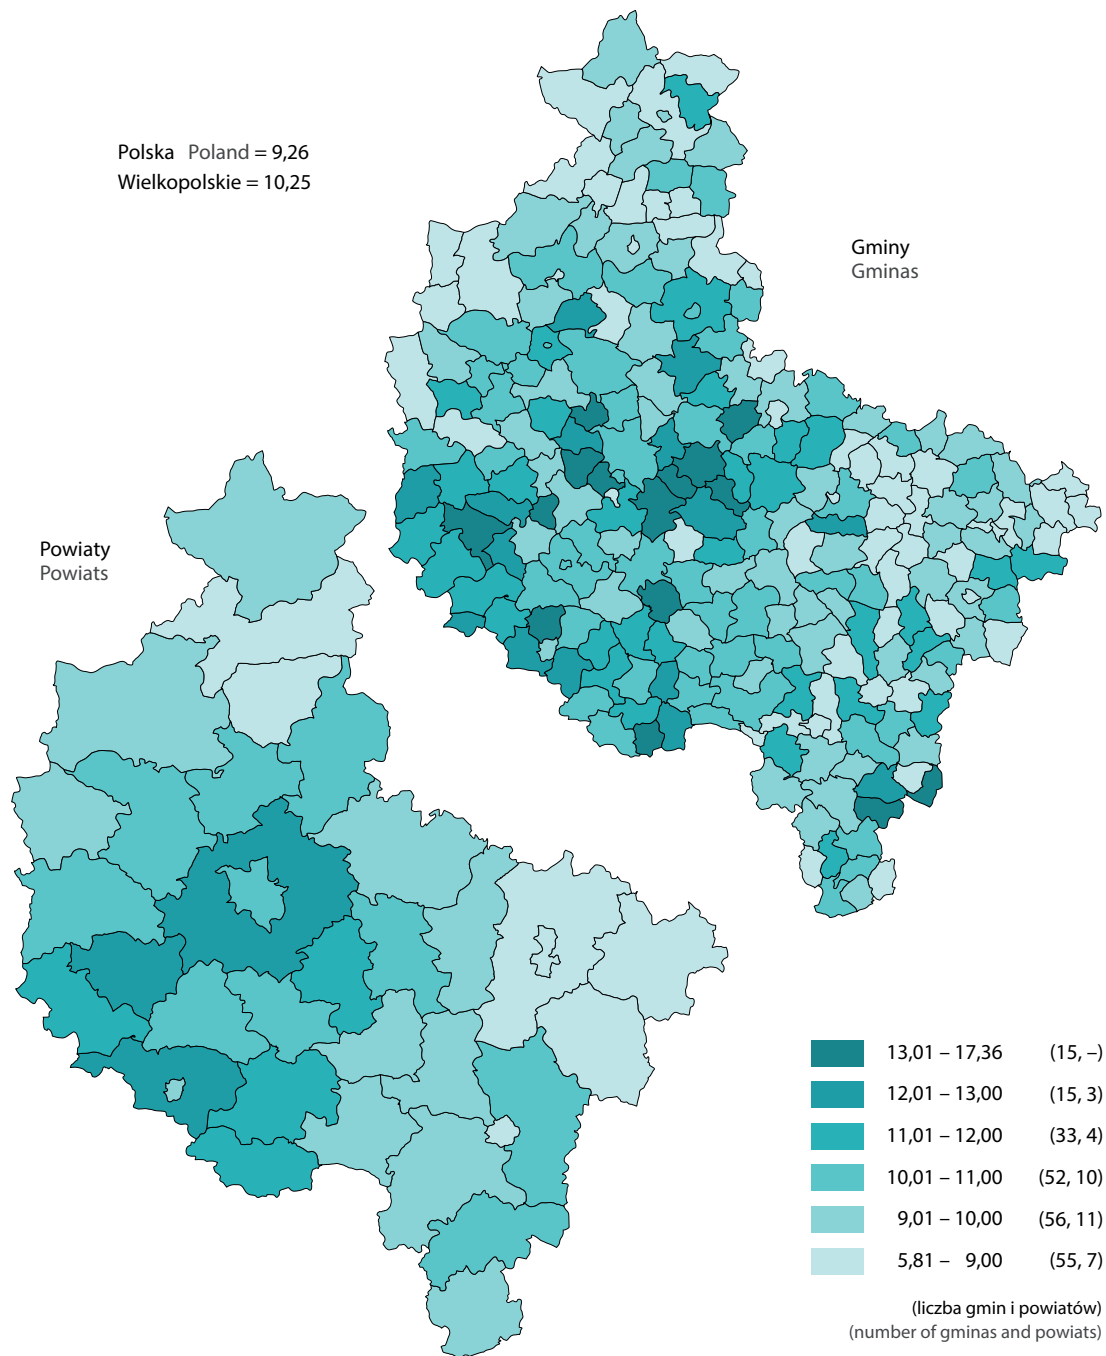 Polska Poland = 9,26
Wielkopolskie = 10,25
Gminy
Gminas
Powiaty
Powiats
13,01 – 17,36 (15, –)
12,01 – 13,00 (15, 3)
11,01 – 12,00 (33, 4)
10,01 – 11,00 (52, 10)
9,01 – 10,00 (56, 11)
5,81 – 9,00 (55, 7)
(liczba gmin i powiatów)
(number of gminas and powiats)